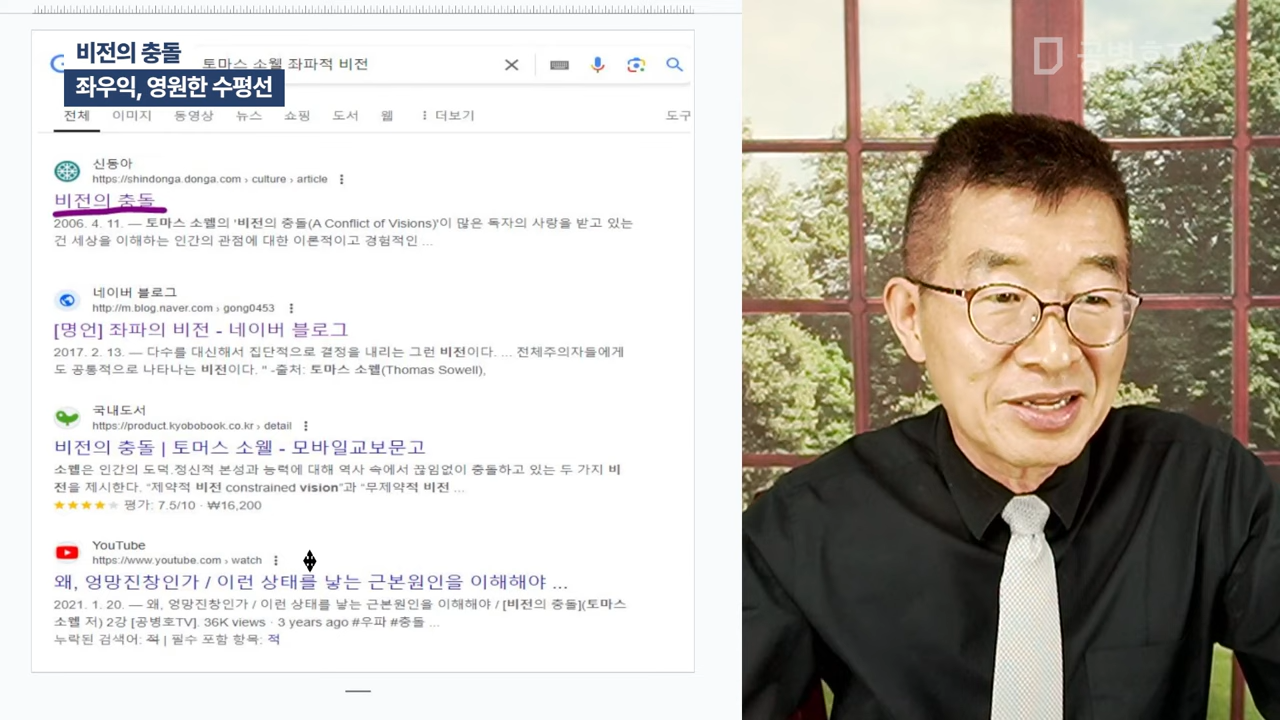 비전의 충돌
좌우익, 영원한 수평선
토마스 소웰 좌파적 비전
전체 이미지 동영상 뉴스 쇼핑 도서 웹 더보기 도구
신동아
https://shindonga.donga.com › culture › article
비전의 충돌
2006. 4. 11. — 토마스 소웰의 '비전의 충돌(A Conflict of Visions)'이 많은 독자의 사랑을 받고 있는
건 세상을 이해하는 인간의 관점에 대한 이론적이고 경험적인 ...
네이버 블로그
http://m.blog.naver.com › gong0453
[명언] 좌파의 비전 - 네이버 블로그
2017. 2. 13. — 다수를 대신해서 집단적으로 결정을 내리는 그런 비전이다. ... 전체주의자들에게
도 공통적으로 나타나는 비전이다. " -출처: 토마스 소웰(Thomas Sowell),
국내도서
https://product.kyobobook.co.kr › detail
비전의 충돌 | 토머스 소웰 - 모바일교보문고
소웰은 인간의 도덕.정신적 본성과 능력에 대해 역사 속에서 끊임없이 충돌하고 있는 두 가지 비
전을 제시한다. “제약적 비전 constrained vision”과 “무제약적 비전 ...
평가: 7.5/10 · ₩16,200
YouTube
https://www.youtube.com › watch
왜, 엉망진창인가 / 이런 상태를 낳는 근본원인을 이해해야 ...
2021. 1. 20. — 왜, 엉망진창인가 / 이런 상태를 낳는 근본원인을 이해해야 / [비전의 충돌](토마스
소웰 저) 2강 [공병호TV]. 36K views · 3 years ago #우파 #충돌 ...
누락된 검색어: 적 | 필수 포함 항목: 적
공병호TV